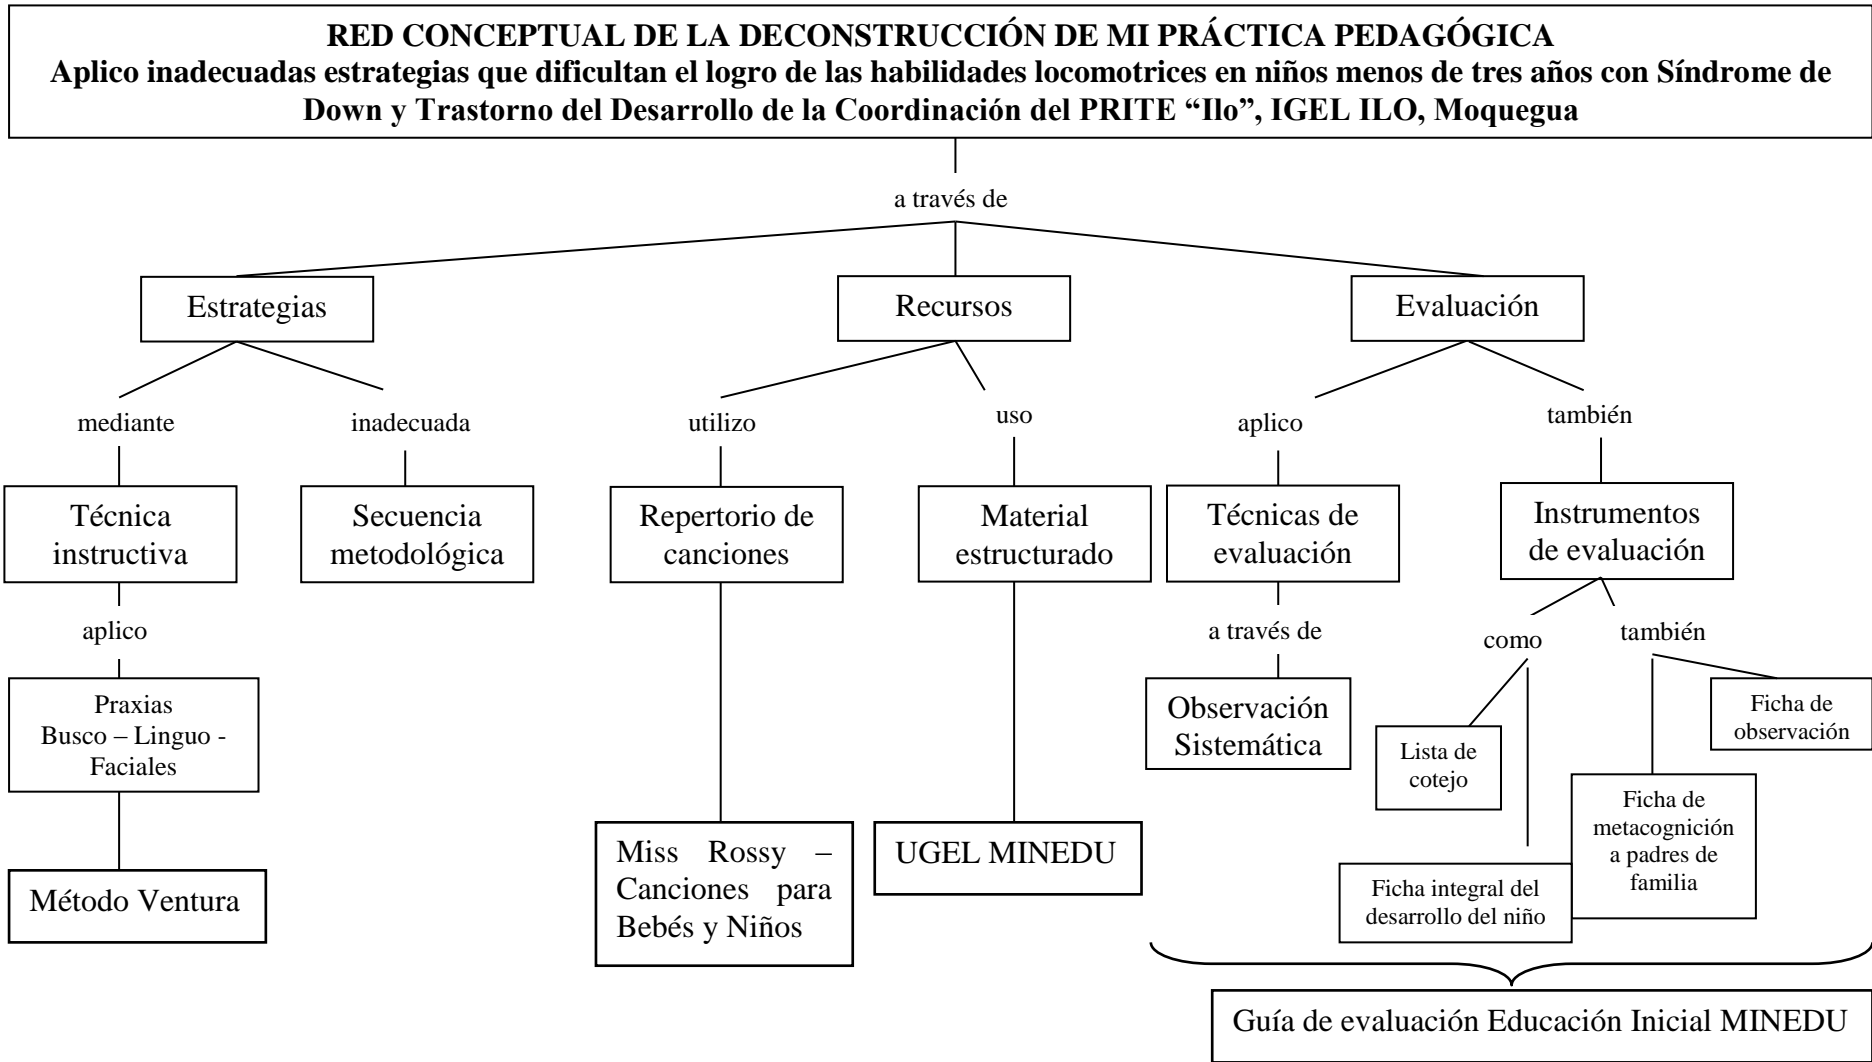 RED CONCEPTUAL DE LA DECONSTRUCCIÓN DE MI PRÁCTICA PEDAGÓGICA
Aplico inadecuadas estrategias que dificultan el logro de las habilidades locomotrices en niños menos de tres años con Síndrome de
Down y Trastorno del Desarrollo de la Coordinación del PRITE “Ilo”, IGEL ILO, Moquegua
a través de
Estrategias
Recursos
Evaluación
mediante
inadecuada
utilizo
uso
aplico
también
Técnica
instructiva
Secuencia
metodológica
Repertorio de
canciones
Material
estructurado
Técnicas de
evaluación
Instrumentos
de evaluación
aplico
a través de
como
también
Praxias
Busco – Linguo -
Faciales
Observación
Sistemática
Lista de
cotejo
Ficha de
observación
Ficha de
metacognición
a padres de
familia
Método Ventura
Miss Rossy –
Canciones para
Bebés y Niños
UGEL MINEDU
Ficha integral del
desarrollo del niño
Guía de evaluación Educación Inicial MINEDU